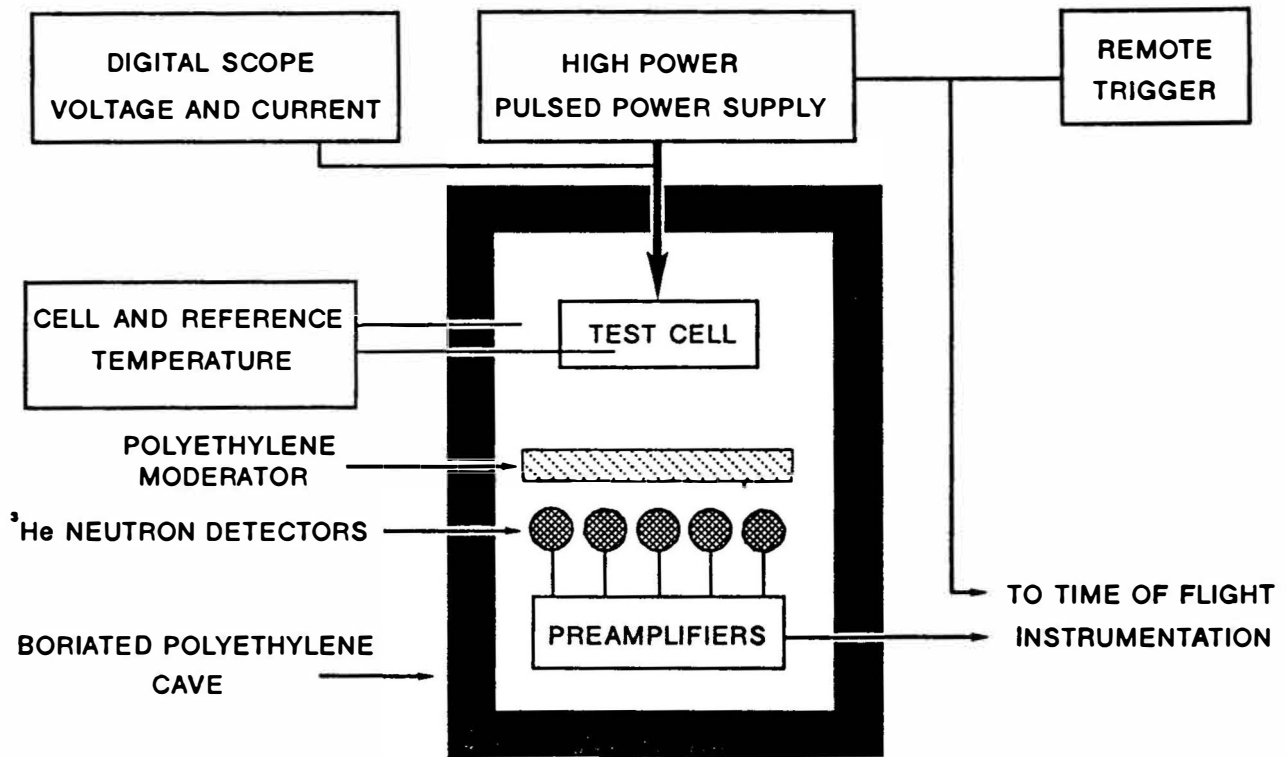 DIGITAL SCOPE
VOLTAGE AND CURRENT
HIGH POWER
PULSED POWER SUPPLY
REMOTE
TRIGGER
CELL AND REFERENCE
TEMPERATURE
TEST CELL
POLYETHYLENE
MODERATOR
³He NEUTRON DETECTORS
PREAMPLIFIERS
TO TIME OF FLIGHT
INSTRUMENTATION
BORIATED POLYETHYLENE
CAVE